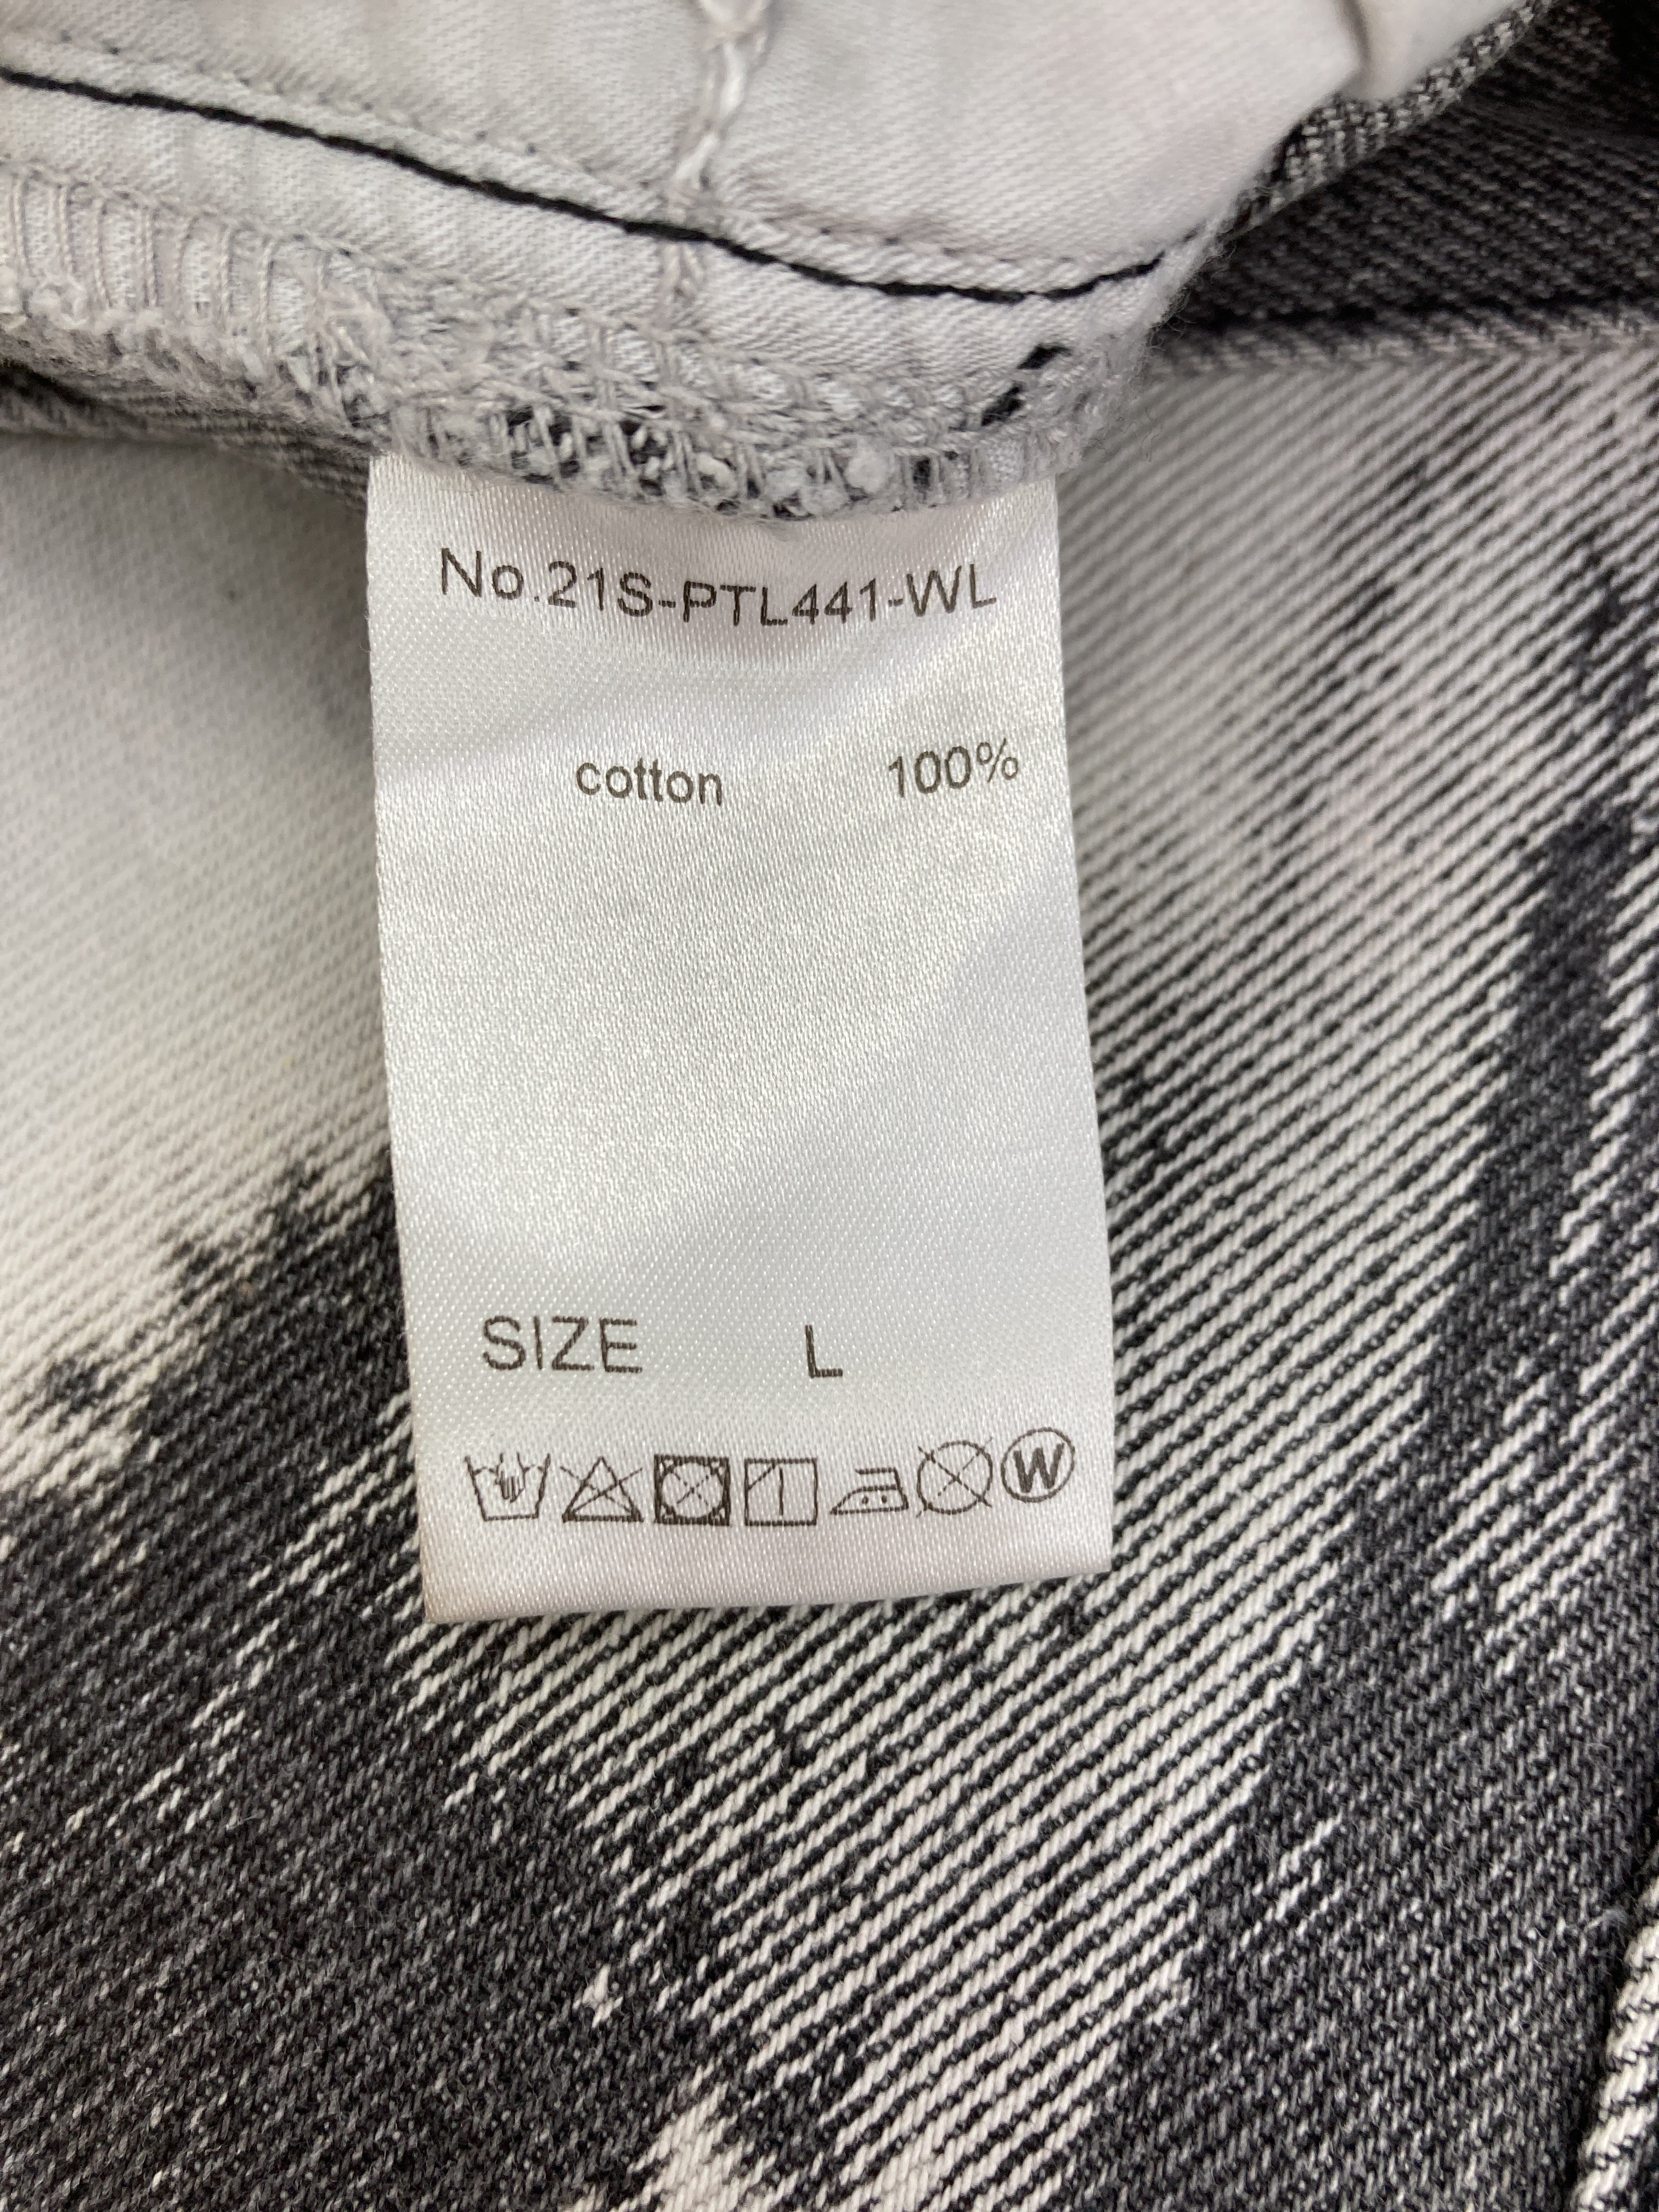 No.21S-PTL441-WL
cotton 100%
SIZE L
W